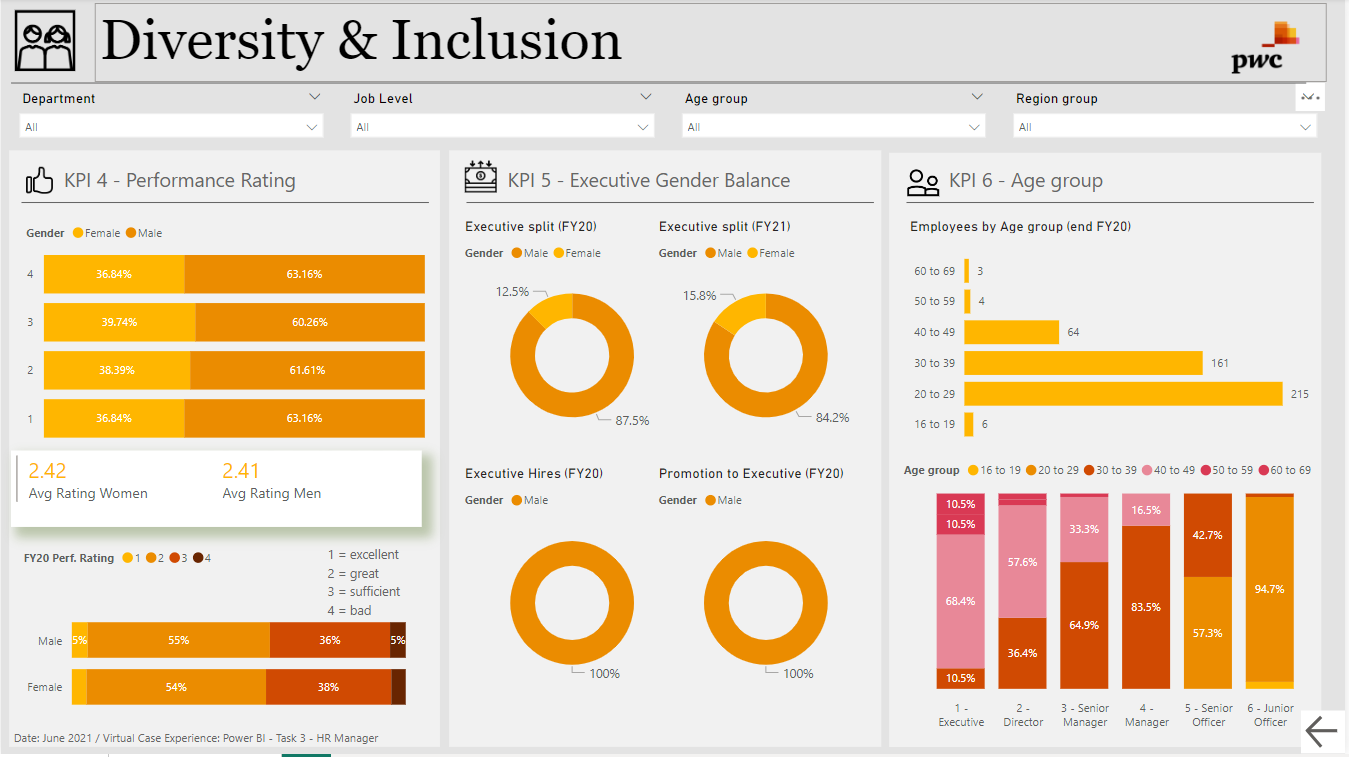 Diversity & Inclusion
pwc
Department
Job Level
Age group
Region group
All
All
All
All
KPI 4 - Performance Rating
Gender Female Male
4 36.84% 63.16%
3 39.74% 60.26%
2 38.39% 61.61%
1 36.84% 63.16%
2.42
Avg Rating Women
2.41
Avg Rating Men
FY20 Perf. Rating 1 2 3 4
1 = excellent
2 = great
3 = sufficient
4 = bad
Male 5% 55% 36% 5%
Female 54% 38%
Date: June 2021 / Virtual Case Experience: Power BI - Task 3 - HR Manager
KPI 5 - Executive Gender Balance
Executive split (FY20)
Gender Male Female
12.5%
87.5%
Executive split (FY21)
Gender Male Female
15.8%
84.2%
Executive Hires (FY20)
Gender Male
100%
Promotion to Executive (FY20)
Gender Male
100%
KPI 6 - Age group
Employees by Age group (end FY20)
60 to 69 3
50 to 59 4
40 to 49 64
30 to 39 161
20 to 29 215
16 to 19 6
Age group 16 to 19 20 to 29 30 to 39 40 to 49 50 to 59 60 to 69
10.5%
10.5%
68.4%
10.5%
1 -
Executive
57.6%
36.4%
2 -
Director
33.3%
64.9%
3 - Senior
Manager
16.5%
83.5%
4 -
Manager
42.7%
57.3%
5 - Senior
Officer
94.7%
6 - Junior
Officer